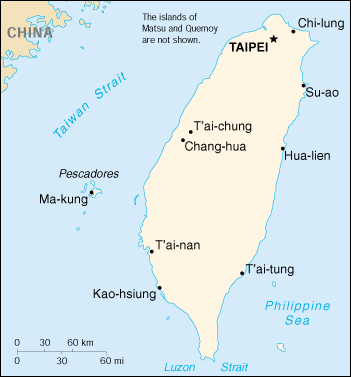 The islands of
Matsu and Quemoy
are not shown.
CHINA
Chi-lung
TAIPEI
Su-ao
Taiwan Strait
T'ai-chung
Chang-hua
Hua-lien
Pescadores
Ma-kung
T'ai-nan
T'ai-tung
Kao-hsiung
Philippine
Sea
0 30 60 km
0 30 60 mi
Luzon Strait